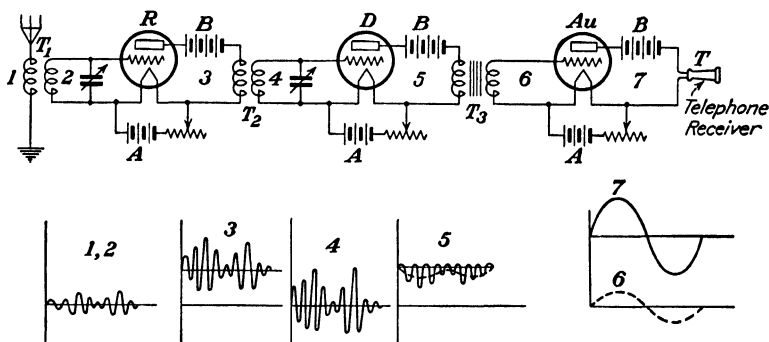 R B D B Au B
T1 T
1 2 3 4 5 6 7
T2 T3 Telephone
Receiver
A A A
1,2 3 4 5 7
6